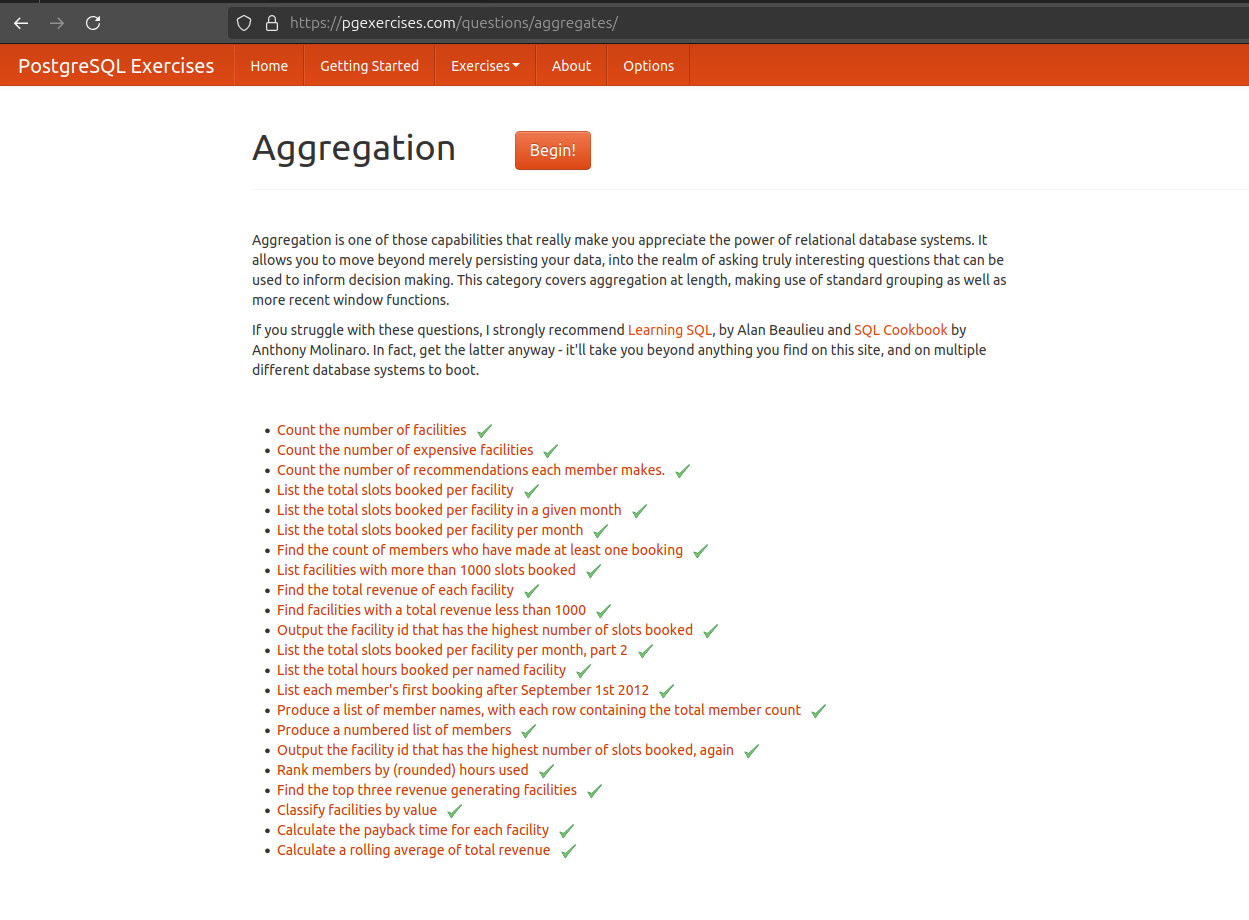 https://pgexercises.com/questions/aggregates/
PostgreSQL Exercises Home Getting Started Exercises About Options
Aggregation Begin!
Aggregation is one of those capabilities that really make you appreciate the power of relational database systems. It
allows you to move beyond merely persisting your data, into the realm of asking truly interesting questions that can be
used to inform decision making. This category covers aggregation at length, making use of standard grouping as well as
more recent window functions.
If you struggle with these questions, I strongly recommend Learning SQL, by Alan Beaulieu and SQL Cookbook by
Anthony Molinaro. In fact, get the latter anyway - it'll take you beyond anything you find on this site, and on multiple
different database systems to boot.
Count the number of facilities
Count the number of expensive facilities
Count the number of recommendations each member makes.
List the total slots booked per facility
List the total slots booked per facility in a given month
List the total slots booked per facility per month
Find the count of members who have made at least one booking
List facilities with more than 1000 slots booked
Find the total revenue of each facility
Find facilities with a total revenue less than 1000
Output the facility id that has the highest number of slots booked
List the total slots booked per facility per month, part 2
List the total hours booked per named facility
List each member's first booking after September 1st 2012
Produce a list of member names, with each row containing the total member count
Produce a numbered list of members
Output the facility id that has the highest number of slots booked, again
Rank members by (rounded) hours used
Find the top three revenue generating facilities
Classify facilities by value
Calculate the payback time for each facility
Calculate a rolling average of total revenue